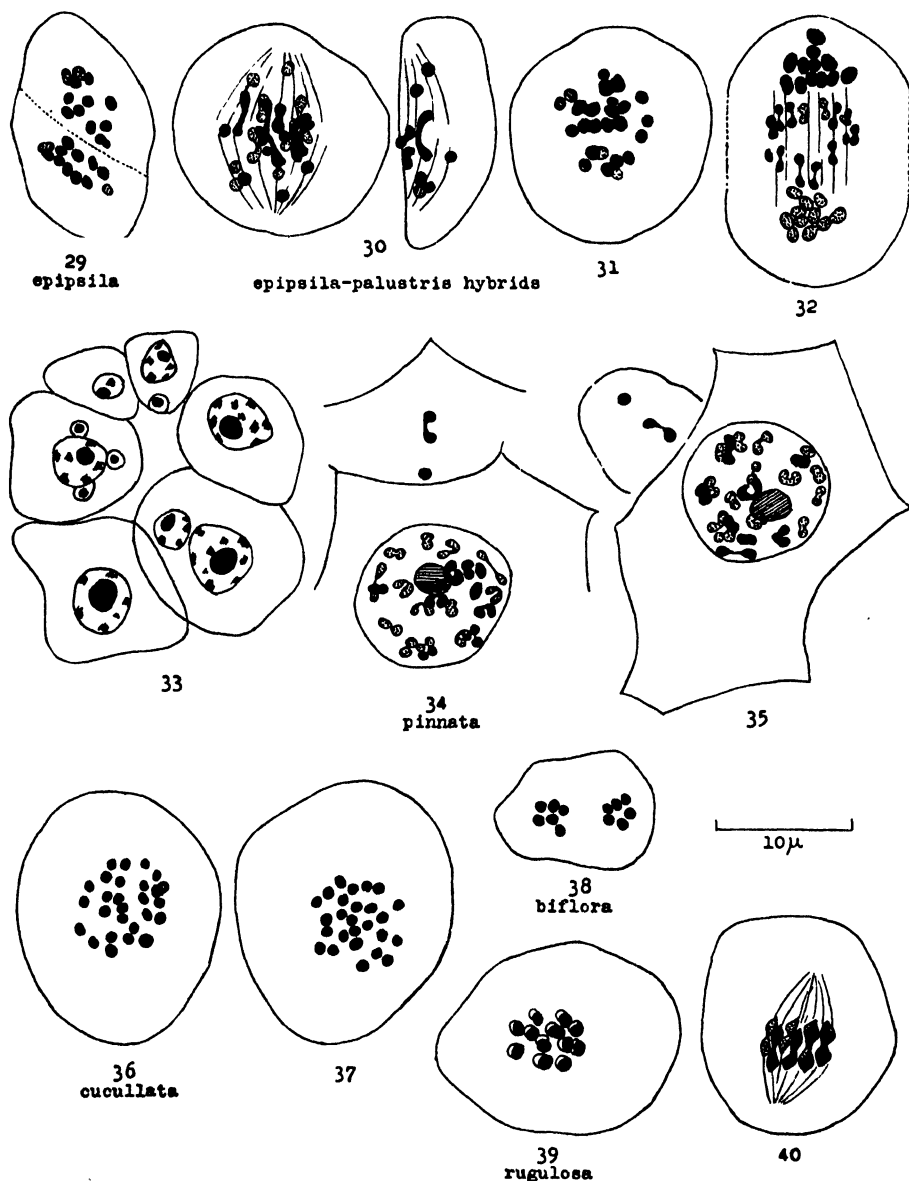 29
epipsila
30
epipsila-palustris hybrids
31
32
33
34
pinnata
35
36
cucullata
37
38
biflora
10μ
39
rugulosa
40